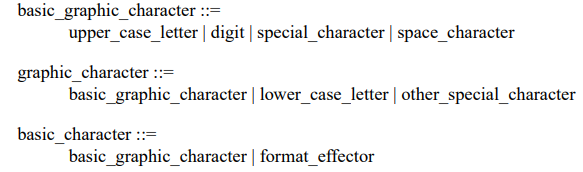 basic_graphic_character ::=
upper_case_letter | digit | special_character | space_character
graphic_character ::=
basic_graphic_character | lower_case_letter | other_special_character
basic_character ::=
basic_graphic_character | format_effector